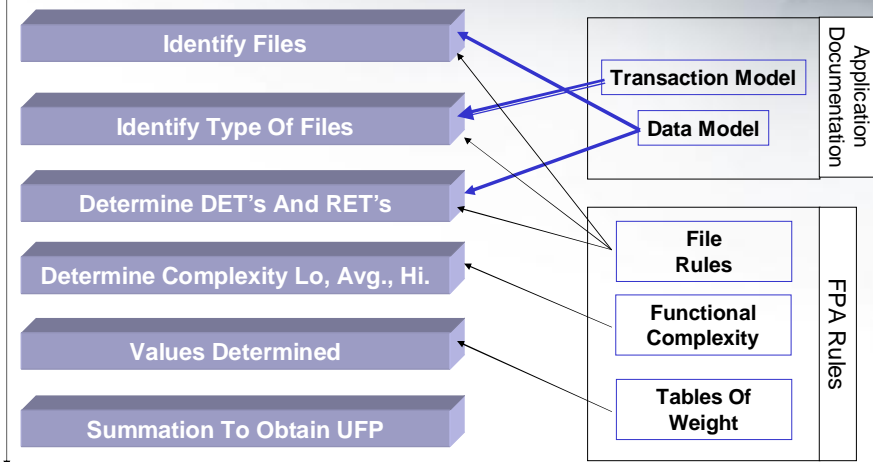 Identify Files
Identify Type Of Files
Determine DET's And RET's
Determine Complexity Lo, Avg., Hi.
Values Determined
Summation To Obtain UFP
Transaction Model
Data Model
Application
Documentation
File
Rules
Functional
Complexity
Tables Of
Weight
FPA Rules